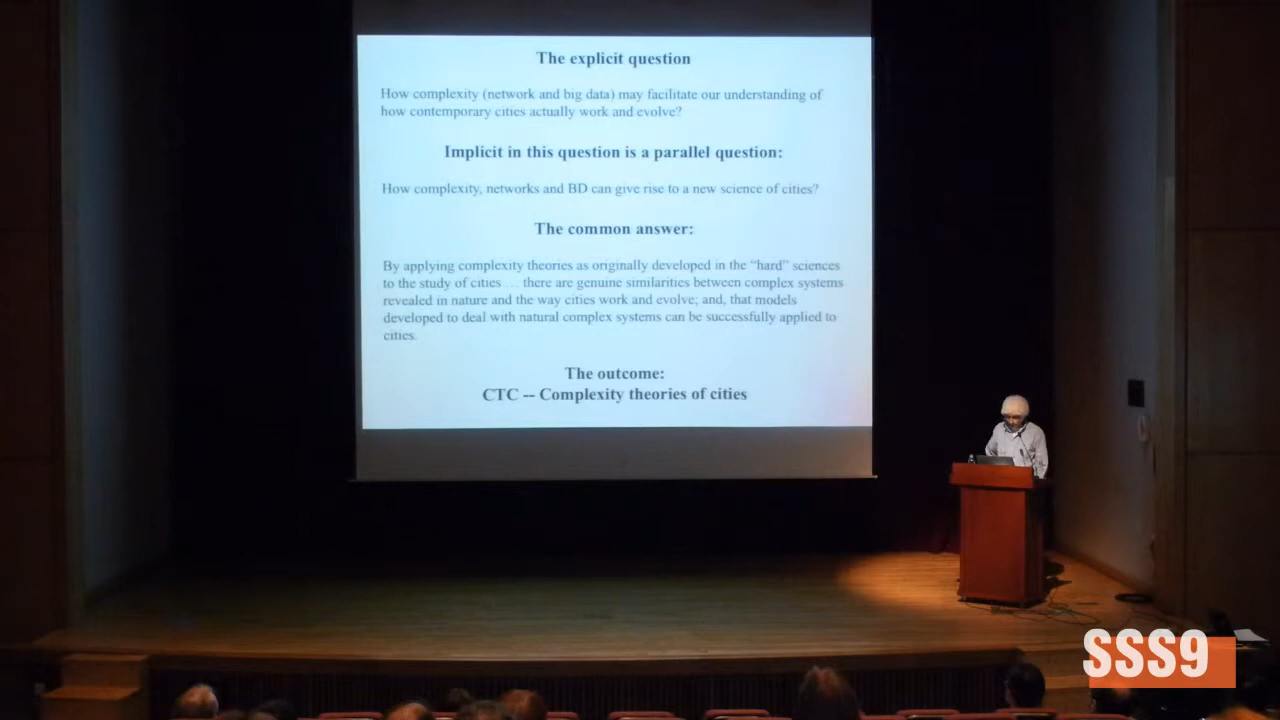 The explicit question
How complexity (network and big data) may facilitate our understanding of
how contemporary cities actually work and evolve?
Implicit in this question is a parallel question:
How complexity, networks and BD can give rise to a new science of cities?
The common answer:
By applying complexity theories as originally developed in the “hard” sciences
to the study of cities … there are genuine similarities between complex systems
revealed in nature and the way cities work and evolve; and, that models
developed to deal with natural complex systems can be successfully applied to
cities.
The outcome:
CTC -- Complexity theories of cities
SSS9